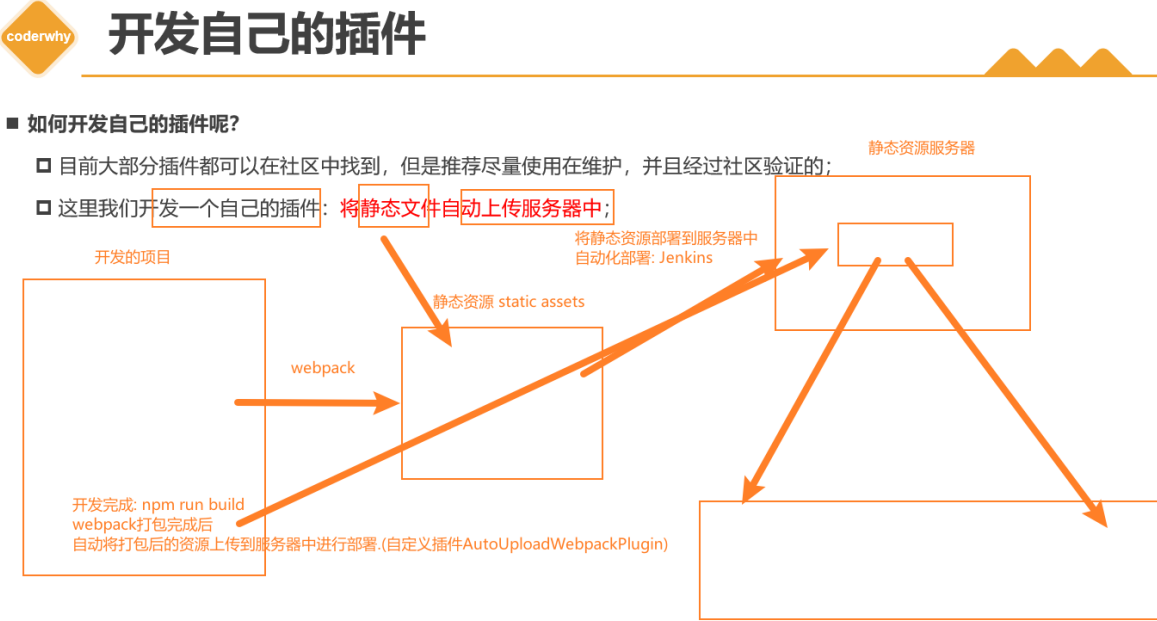 coderwhy
开发自己的插件
如何开发自己的插件呢?
目前大部分插件都可以在社区中找到，但是推荐尽量使用在维护，并且经过社区验证的；
静态资源服务器
这里我们开发一个自己的插件：将静态文件自动上传服务器中；
将静态资源部署到服务器中
自动化部署: Jenkins
开发的项目
静态资源 static assets
webpack
开发完成: npm run build
webpack打包完成后
自动将打包后的资源上传到服务器中进行部署.(自定义插件AutoUploadWebpackPlugin)